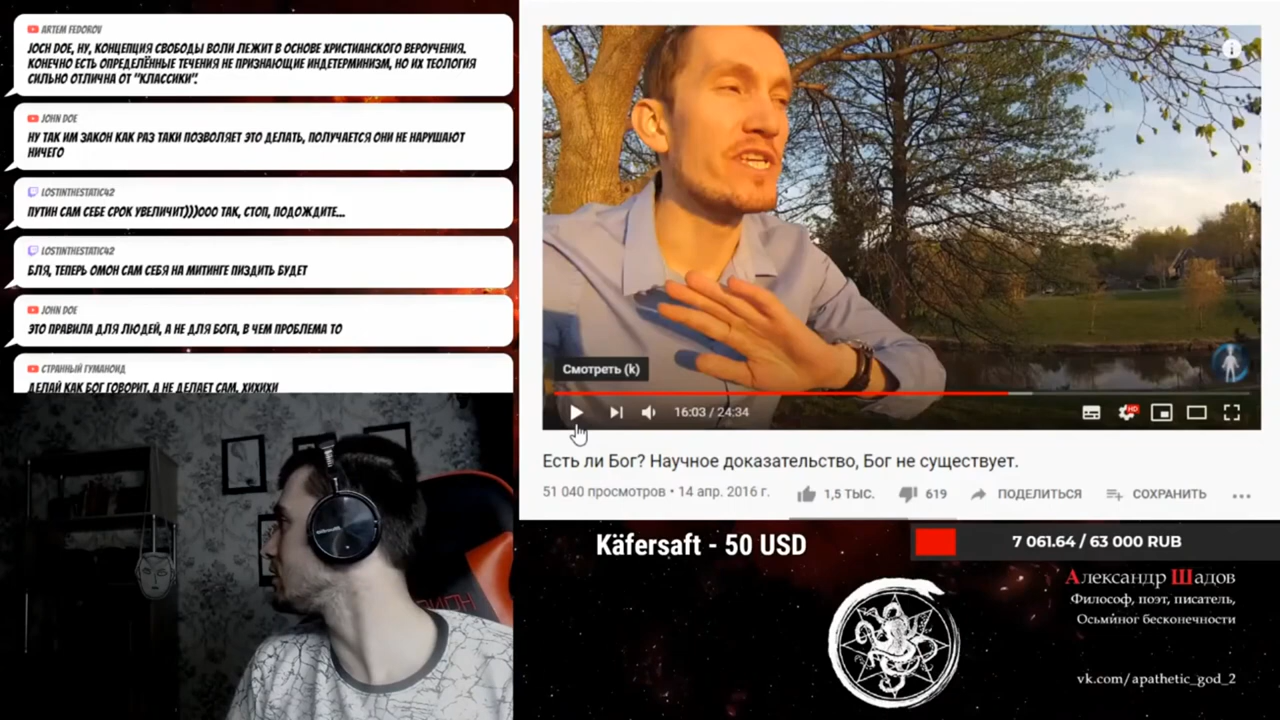 ARTEM FEDOROV
JOCH DOE, НУ, КОНЦЕПЦИЯ СВОБОДЫ ВОЛИ ЛЕЖИТ В ОСНОВЕ ХРИСТИАНСКОГО ВЕРОУЧЕНИЯ.
КОНЕЧНО ЕСТЬ ОПРЕДЕЛЁННЫЕ ТЕЧЕНИЯ НЕ ПРИЗНАЮЩИЕ ИНДЕТЕРМИНИЗМ, НО ИХ ТЕОЛОГИЯ
СИЛЬНО ОТЛИЧНА ОТ "КЛАССИКИ".
JOHN DOE
НУ ТАК ИМ ЗАКОН КАК РАЗ ТАКИ ПОЗВОЛЯЕТ ЭТО ДЕЛАТЬ, ПОЛУЧАЕТСЯ ОНИ НЕ НАРУШАЮТ
НИЧЕГО
LOSTINTHESTATIC42
ПУТИН САМ СЕБЕ СРОК УВЕЛИЧИТ)))000 ТАК, СТОП, ПОДОЖДИТЕ...
LOSTINTHESTATIC42
БЛЯ, ТЕПЕРЬ ОМОН САМ СЕБЯ НА МИТИНГЕ ПИЗДИТЬ БУДЕТ
JOHN DOE
ЭТО ПРАВИЛА ДЛЯ ЛЮДЕЙ, А НЕ ДЛЯ БОГА, В ЧЕМ ПРОБЛЕМА ТО
СТРАННЫЙ ГУМАНОИД
ДЕЛАЙ КАК БОГ ГОВОРИТ, А НЕ ДЕЛАЕТ САМ, ХИХИХИ
Смотреть (k)
16:03 / 24:34
HD
Есть ли Бог? Научное доказательство, Бог не существует.
51 040 просмотров • 14 апр. 2016 г.
1,5 ТЫС.
619
ПОДЕЛИТЬСЯ
СОХРАНИТЬ
Käfersaft - 50 USD
7 061.64 / 63 000 RUB
Александр Шадов
Философ, поэт, писатель,
Осьминог бесконечности
vk.com/apathetic_god_2